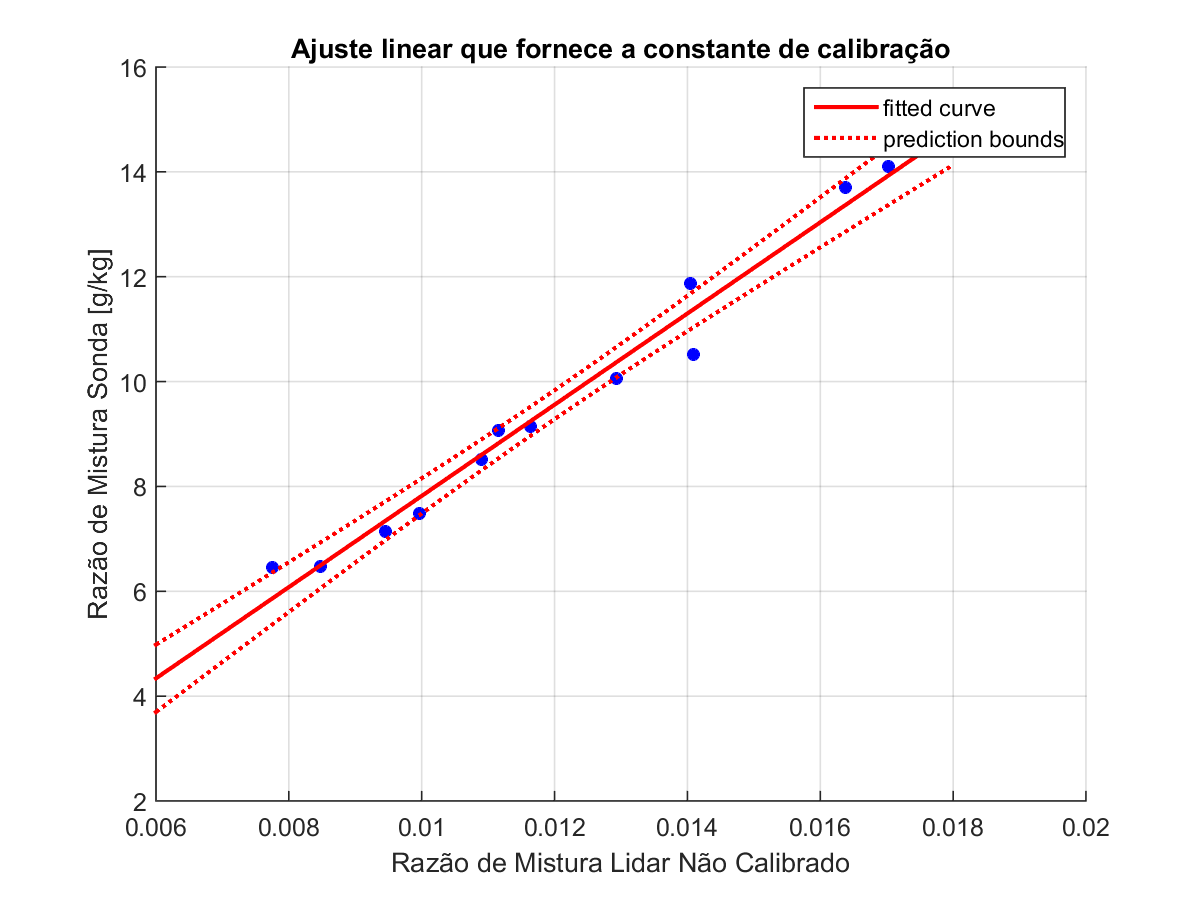 Ajuste linear que fornece a constante de calibração
fitted curve
prediction bounds
16
14
12
10
8
6
4
2
Razão de Mistura Sonda [g/kg]
0.006 0.008 0.01 0.012 0.014 0.016 0.018 0.02
Razão de Mistura Lidar Não Calibrado